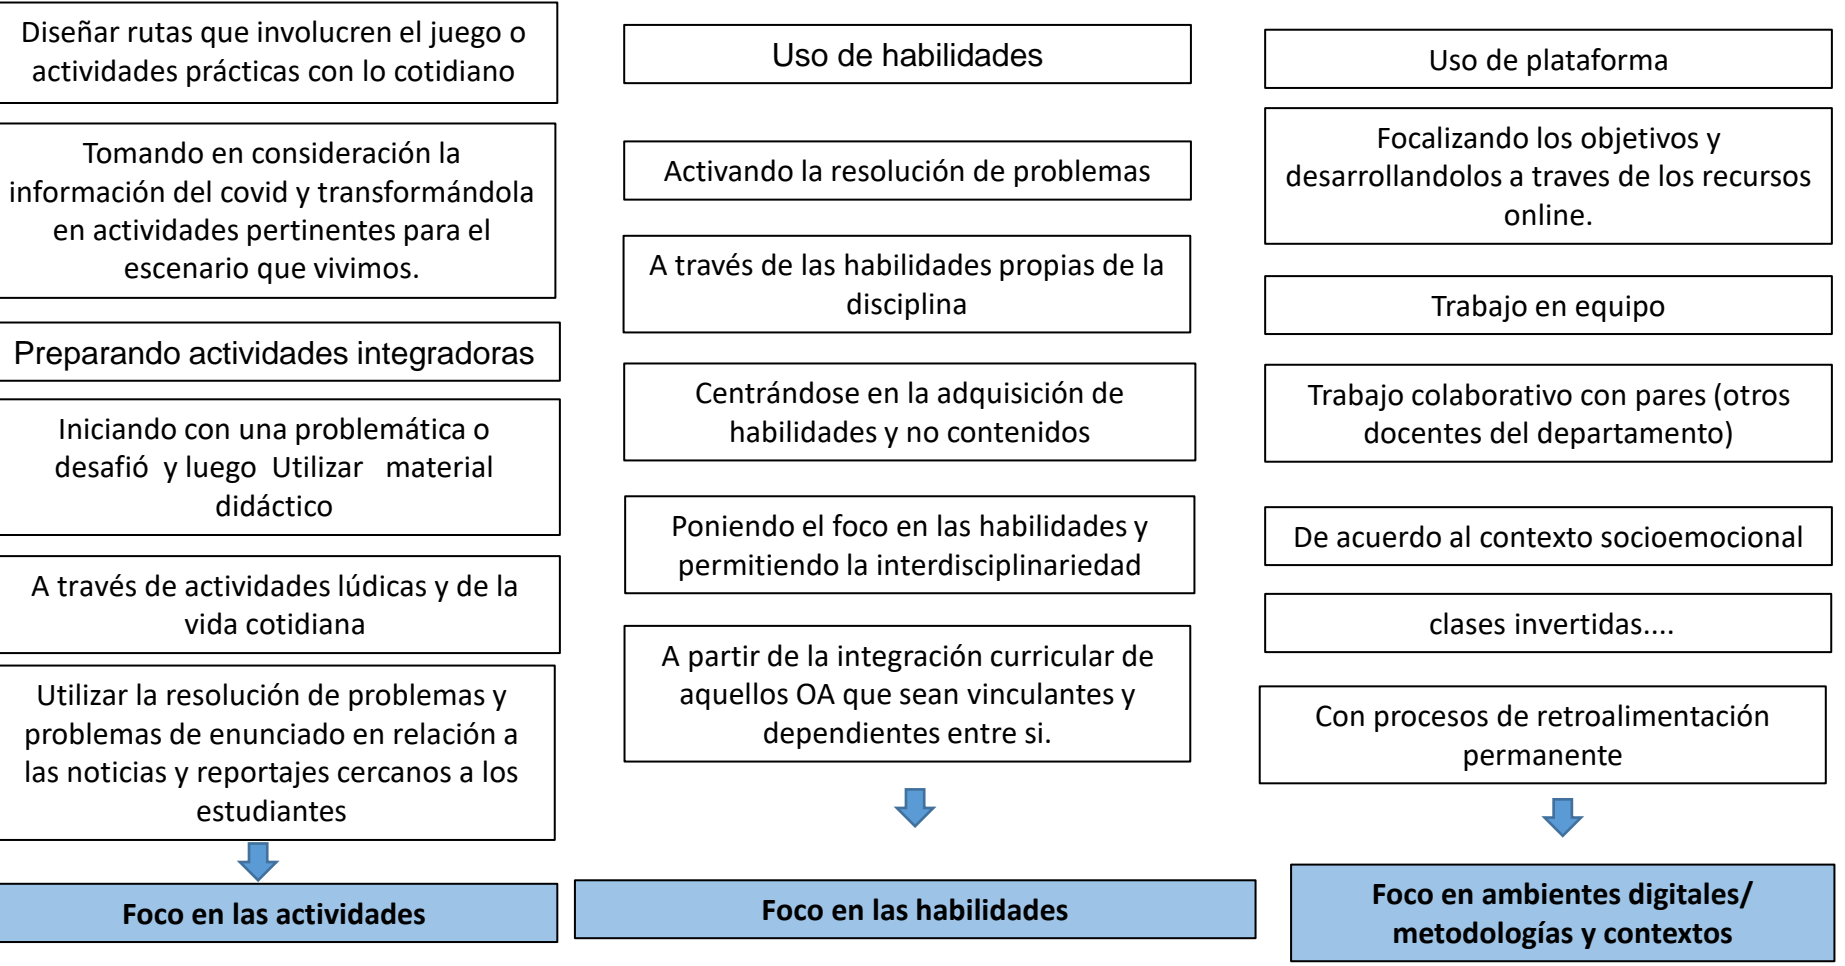 Diseñar rutas que involucren el juego o
actividades prácticas con lo cotidiano
Tomando en consideración la
información del covid y transformándola
en actividades pertinentes para el
escenario que vivimos.
Preparando actividades integradoras
Iniciando con una problemática o
desafió y luego Utilizar material
didáctico
A través de actividades lúdicas y de la
vida cotidiana
Utilizar la resolución de problemas y
problemas de enunciado en relación a
las noticias y reportajes cercanos a los
estudiantes
Foco en las actividades
Uso de habilidades
Activando la resolución de problemas
A través de las habilidades propias de la
disciplina
Centrándose en la adquisición de
habilidades y no contenidos
Poniendo el foco en las habilidades y
permitiendo la interdisciplinariedad
A partir de la integración curricular de
aquellos OA que sean vinculantes y
dependientes entre si.
Foco en las habilidades
Uso de plataforma
Focalizando los objetivos y
desarrollandolos a traves de los recursos
online.
Trabajo en equipo
Trabajo colaborativo con pares (otros
docentes del departamento)
De acuerdo al contexto socioemocional
clases invertidas....
Con procesos de retroalimentación
permanente
Foco en ambientes digitales/
metodologías y contextos